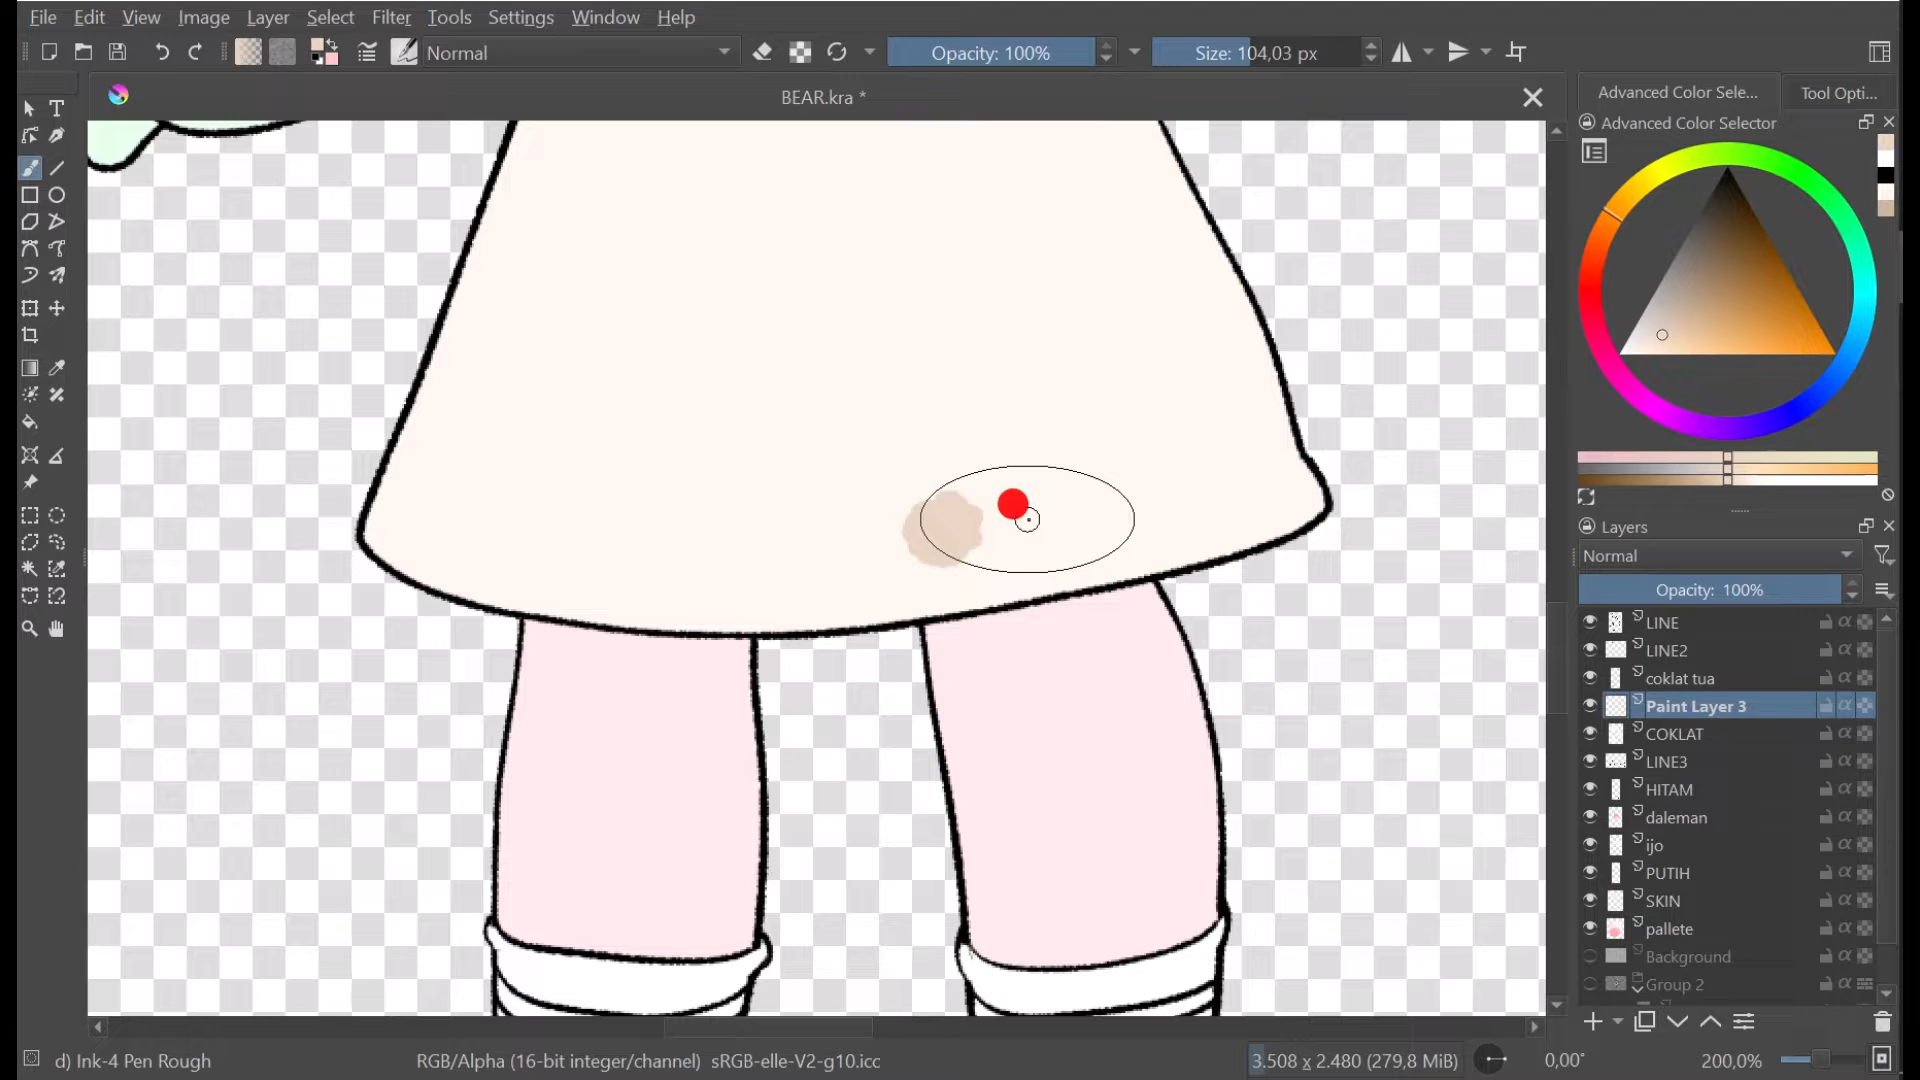 File Edit View Image Layer Select Filter Tools Settings Window Help
Normal Opacity: 100% Size: 104,03 px
BEAR.kra *
Advanced Color Sele... Tool Opti...
Advanced Color Selector
Layers
Normal
Opacity: 100%
LINE
LINE2
coklat tua
Paint Layer 3
COKLAT
LINE3
HITAM
daleman
ijo
PUTIH
SKIN
pallete
Background
Group 2
d) Ink-4 Pen Rough RGB/Alpha (16-bit integer/channel) sRGB-elle-V2-g10.icc 3.508 x 2.480 (279,8 MiB) 0,00° 200,0%